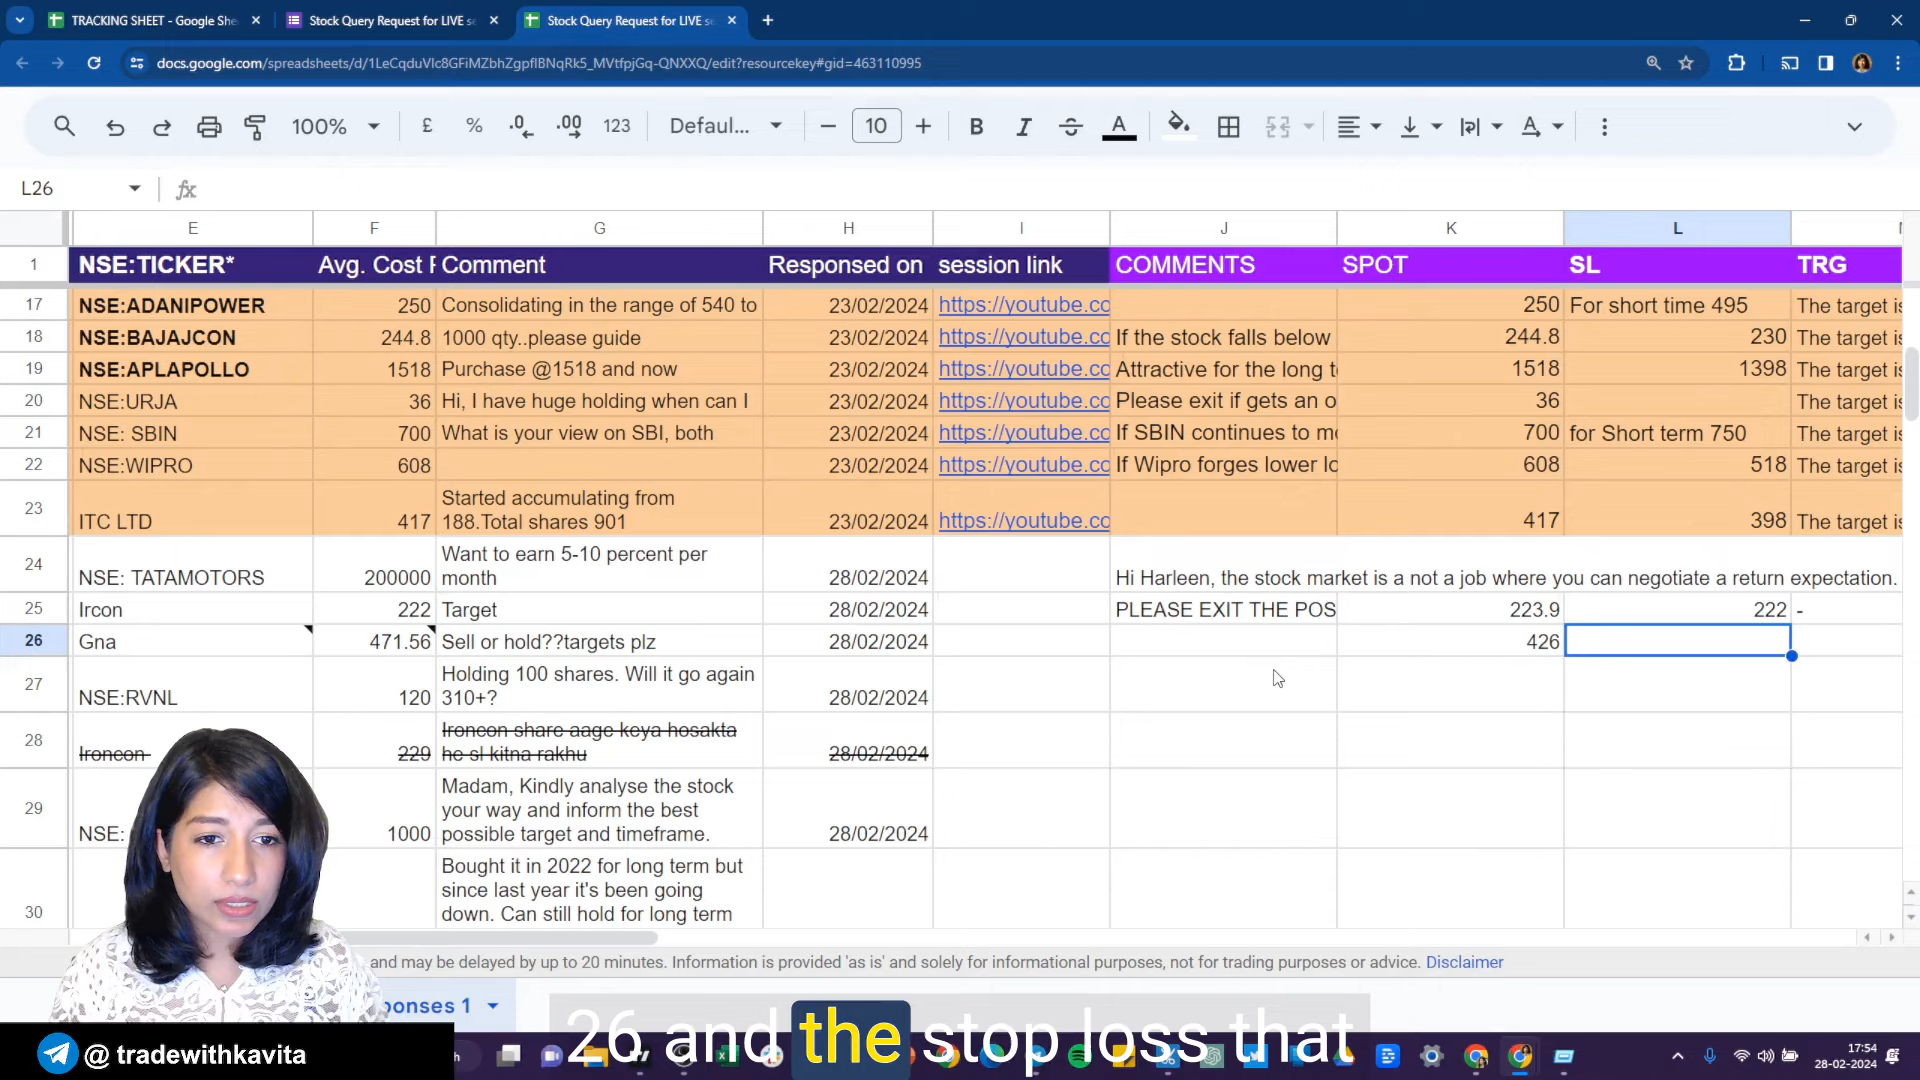 TRACKING SHEET - Google She
Stock Query Request for LIVE se
Stock Query Request for LIVE se
docs.google.com/spreadsheets/d/1LeCqduVlc8GFiMZbhZgpflBNqRk5_MVtfpjGq-QNXXQ/edit?resourcekey#gid=463110995
100% £ % .0 .00 123 Defaul... 10 B I A
L26 fx
E F G H I J K L
1 NSE:TICKER* Avg. Cost P Comment Responsed on session link COMMENTS SPOT SL TRG
17 NSE:ADANIPOWER 250 Consolidating in the range of 540 to 23/02/2024 https://youtube.co 250 For short time 495 The target is
18 NSE:BAJAJCON 244.8 1000 qty..please guide 23/02/2024 https://youtube.co If the stock falls below 244.8 230 The target is
19 NSE:APLAPOLLO 1518 Purchase @1518 and now 23/02/2024 https://youtube.co Attractive for the long t 1518 1398 The target is
20 NSE:URJA 36 Hi, I have huge holding when can I 23/02/2024 https://youtube.co Please exit if gets an o 36 The target is
21 NSE: SBIN 700 What is your view on SBI, both 23/02/2024 https://youtube.co If SBIN continues to mo 700 for Short term 750 The target is
22 NSE:WIPRO 608 23/02/2024 https://youtube.co If Wipro forges lower lo 608 518 The target is
Started accumulating from
23 ITC LTD 417 188.Total shares 901 23/02/2024 https://youtube.co 417 398 The target is
Want to earn 5-10 percent per
24 NSE: TATAMOTORS 200000 month 28/02/2024 Hi Harleen, the stock market is a not a job where you can negotiate a return expectation.
25 Ircon 222 Target 28/02/2024 PLEASE EXIT THE POS 223.9 222 -
26 Gna 471.56 Sell or hold??targets plz 28/02/2024 426
Holding 100 shares. Will it go again
27 NSE:RVNL 120 310+? 28/02/2024
Ironcon share aage keya hosakta
28 Ironcon 229 he sl kitna rakhu 28/02/2024
Madam, Kindly analyse the stock
your way and inform the best
29 NSE: 1000 possible target and timeframe. 28/02/2024
Bought it in 2022 for long term but
since last year it's been going
30 down. Can still hold for long term
and may be delayed by up to 20 minutes. Information is provided 'as is' and solely for informational purposes, not for trading purposes or advice. Disclaimer
onses 1
26 and the stop loss that
@ tradewithkavita
17:54
28-02-2024